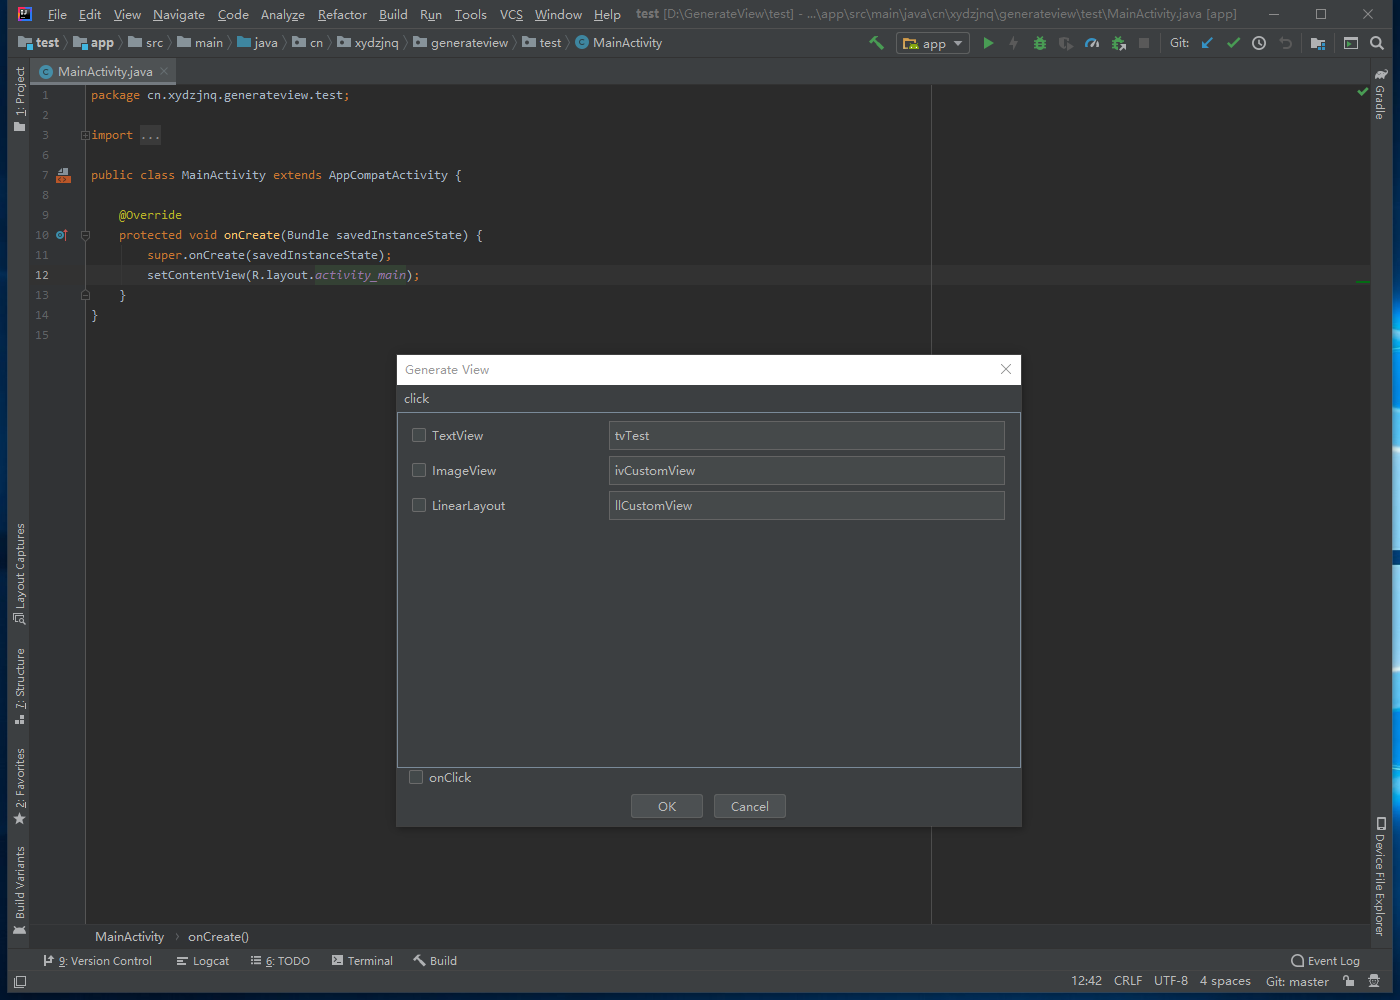 File Edit View Navigate Code Analyze Refactor Build Run Tools VCS Window Help test [D:\GenerateView\test] - ...\app\src\main\java\cn\xydzjnq\generateview\test\MainActivity.java [app]
test app src main java cn xydzjnq generateview test MainActivity app Git:
MainActivity.java
1 package cn.xydzjnq.generateview.test;
2
3 import ...
6
7 public class MainActivity extends AppCompatActivity {
8
9 @Override
10 protected void onCreate(Bundle savedInstanceState) {
11 super.onCreate(savedInstanceState);
12 setContentView(R.layout.activity_main);
13 }
14 }
15
Generate View
click
TextView tvTest
ImageView ivCustomView
LinearLayout llCustomView
onClick
OK Cancel
1: Project
Layout Captures
7: Structure
2: Favorites
Build Variants
Gradle
Device File Explorer
MainActivity onCreate()
9: Version Control Logcat 6: TODO Terminal Build Event Log
12:42 CRLF UTF-8 4 spaces Git: master